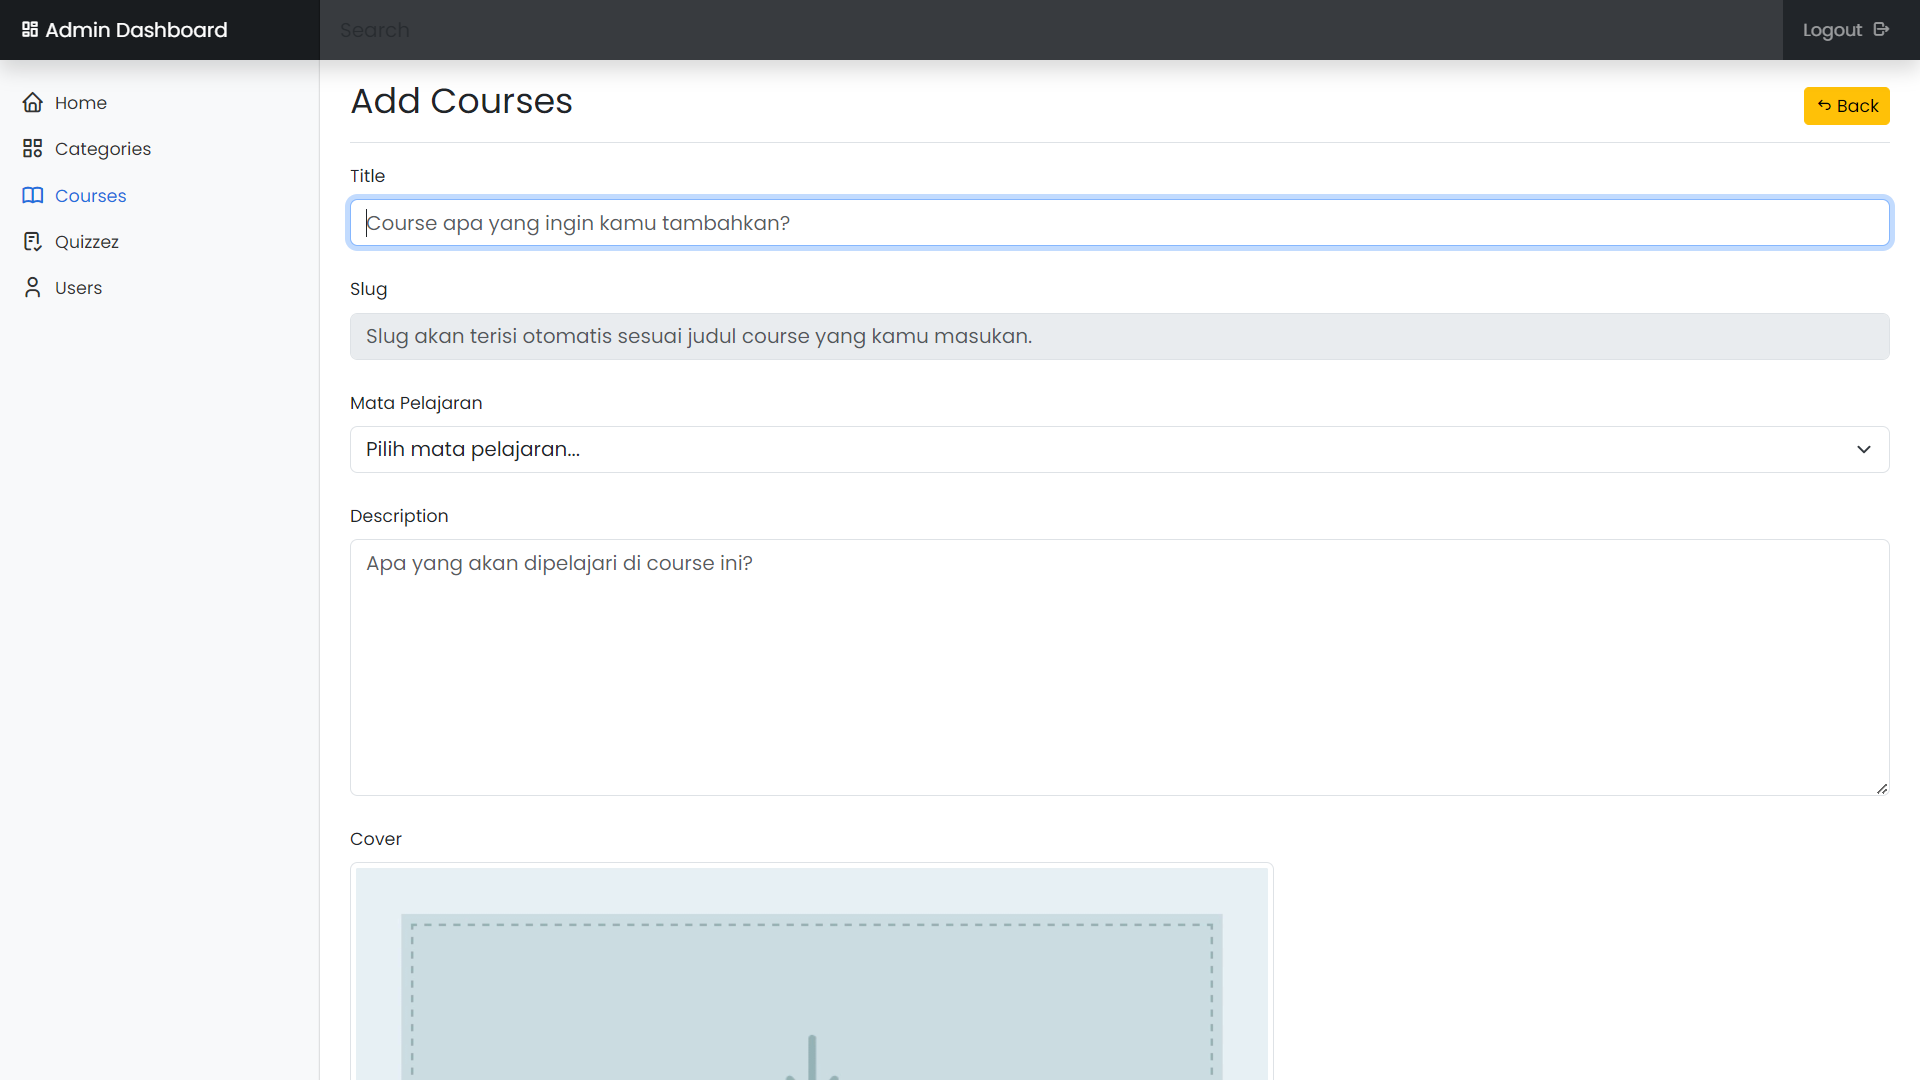 Admin Dashboard
Search
Logout
Home
Categories
Courses
Quizzez
Users
Add Courses
Back
Title
Course apa yang ingin kamu tambahkan?
Slug
Slug akan terisi otomatis sesuai judul course yang kamu masukan.
Mata Pelajaran
Pilih mata pelajaran...
Description
Apa yang akan dipelajari di course ini?
Cover